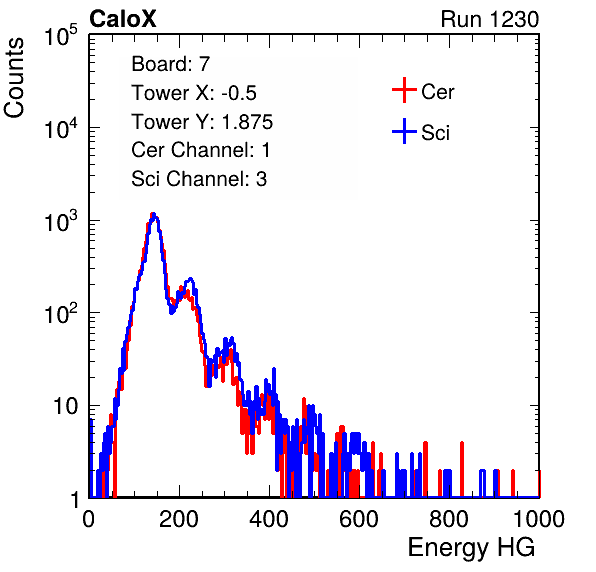 CaloX Run 1230
Counts
Board: 7
Tower X: -0.5
Tower Y: 1.875
Cer Channel: 1
Sci Channel: 3
Cer
Sci
10^5
10^4
10^3
10^2
10
1
0 200 400 600 800 1000
Energy HG